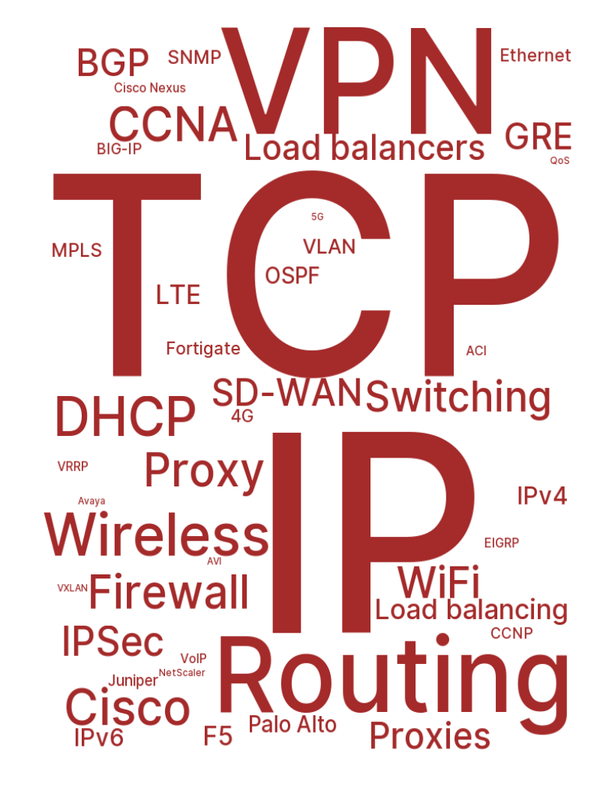 VPN
BGP
SNMP
Ethernet
Cisco Nexus
CCNA
GRE
BIG-IP
Load balancers
QoS
TCP
5G
MPLS
VLAN
OSPF
LTE
Fortigate
ACI
SD-WAN
Switching
DHCP
4G
IP
VRRP
Proxy
IPv4
Avaya
Wireless
EIGRP
AVI
VXLAN
Firewall
WiFi
Load balancing
CCNP
IPSec
VoIP
Routing
NetScaler
Juniper
Cisco
Palo Alto
IPv6
F5
Proxies